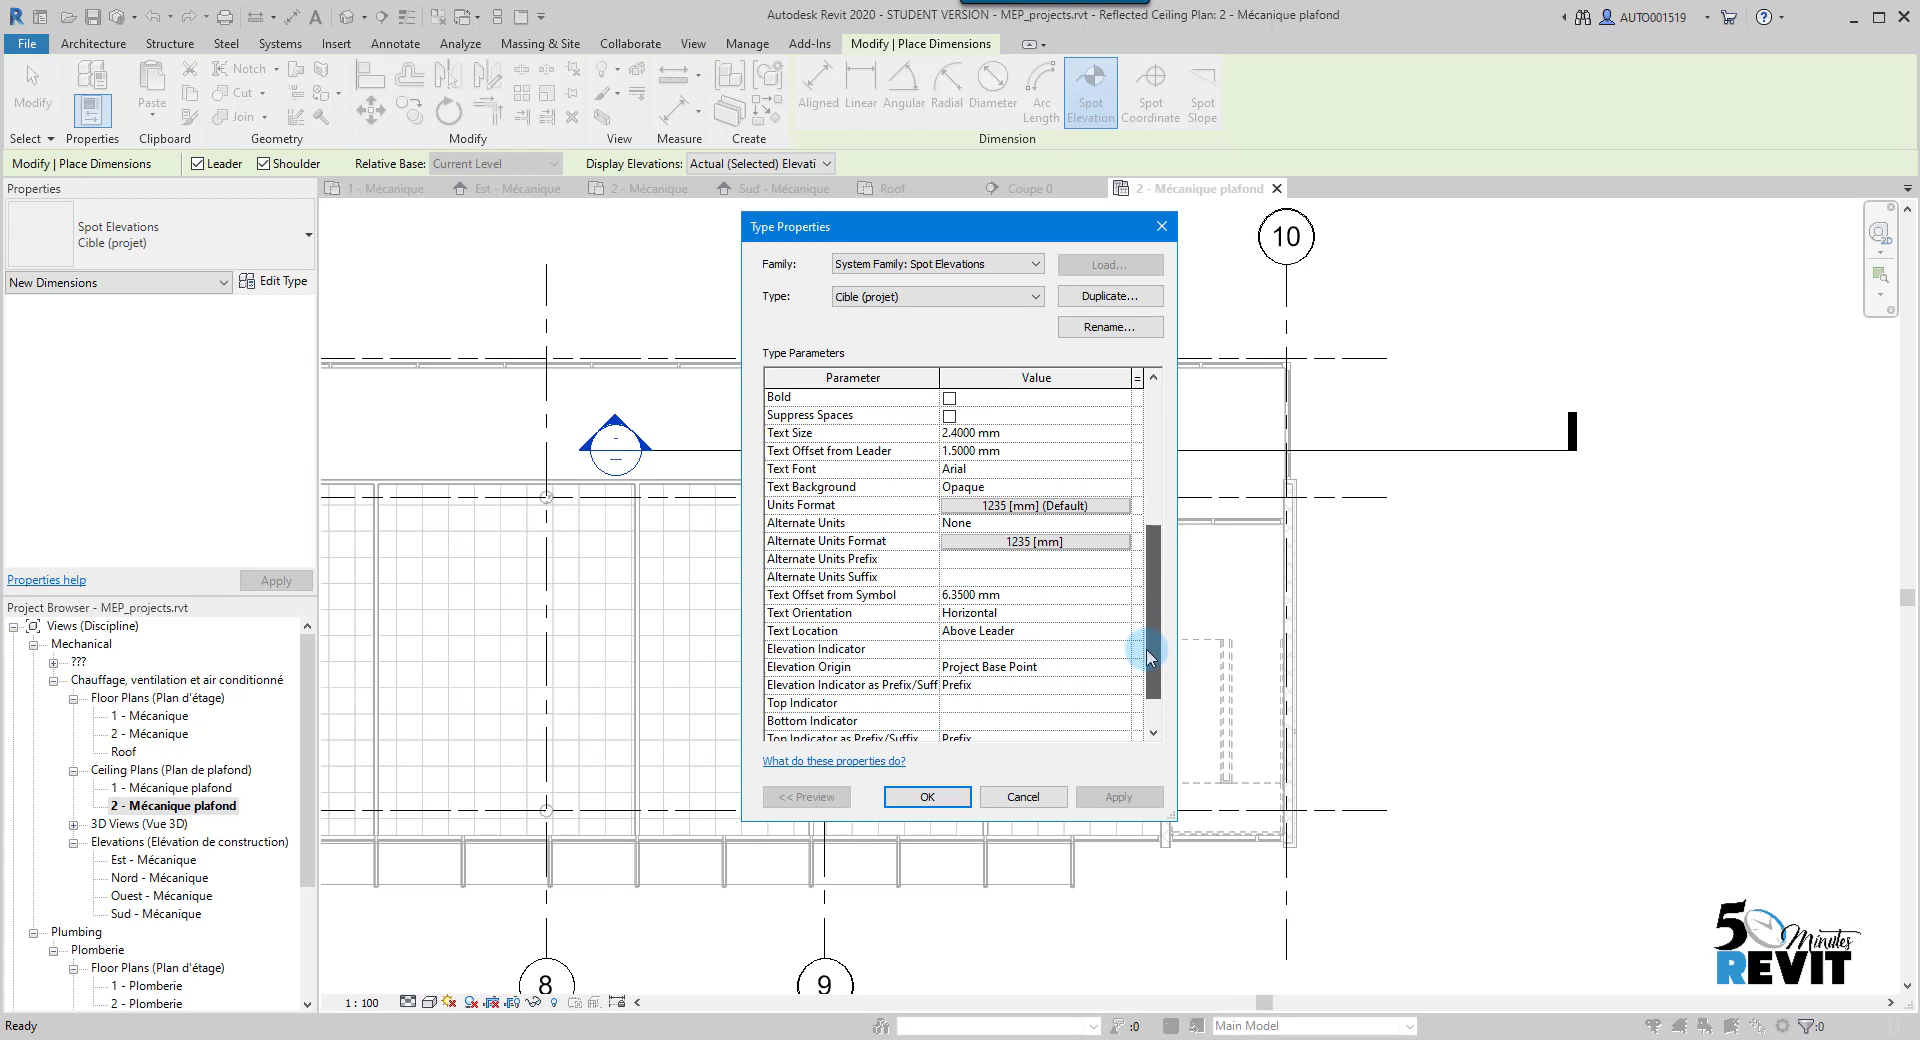 Autodesk Revit 2020 - STUDENT VERSION - MEP_projects.rvt - Reflected Ceiling Plan: 2 - Mécanique plafond
AUTO001519
File Architecture Structure Steel Systems Insert Annotate Analyze Massing & Site Collaborate View Manage Add-Ins Modify | Place Dimensions
Modify
Paste
Notch
Cut
Join
Aligned Linear Angular Radial Diameter Arc Length Spot Elevation Spot Coordinate Spot Slope
Select Properties Clipboard Geometry Modify View Measure Create Dimension
Modify | Place Dimensions Leader Shoulder Relative Base: Current Level Display Elevations: Actual (Selected) Elevati
Properties
1 - Mécanique Est - Mécanique 2 - Mécanique Sud - Mécanique Roof Coupe 0 2 - Mécanique plafond
Spot Elevations
Cible (projet)
New Dimensions Edit Type
Properties help Apply
Project Browser - MEP_projects.rvt
Views (Discipline)
Mechanical
???
Chauffage, ventilation et air conditionné
Floor Plans (Plan d'étage)
1 - Mécanique
2 - Mécanique
Roof
Ceiling Plans (Plan de plafond)
1 - Mécanique plafond
2 - Mécanique plafond
3D Views (Vue 3D)
Elevations (Elévation de construction)
Est - Mécanique
Nord - Mécanique
Ouest - Mécanique
Sud - Mécanique
Plumbing
Plomberie
Floor Plans (Plan d'étage)
1 - Plomberie
2 - Plomberie
Type Properties
Family: System Family: Spot Elevations Load...
Type: Cible (projet) Duplicate...
Rename...
Type Parameters
Parameter Value =
Bold
Suppress Spaces
Text Size 2.4000 mm
Text Offset from Leader 1.5000 mm
Text Font Arial
Text Background Opaque
Units Format 1235 [mm] (Default)
Alternate Units None
Alternate Units Format 1235 [mm]
Alternate Units Prefix
Alternate Units Suffix
Text Offset from Symbol 6.3500 mm
Text Orientation Horizontal
Text Location Above Leader
Elevation Indicator
Elevation Origin Project Base Point
Elevation Indicator as Prefix/Suff Prefix
Top Indicator
Bottom Indicator
Top Indicator as Prefix/Suffix Prefix
What do these properties do?
<< Preview OK Cancel Apply
10
8
9
2D
5 Minutes
REVIT
1 : 100
Ready
:0
Main Model
:0